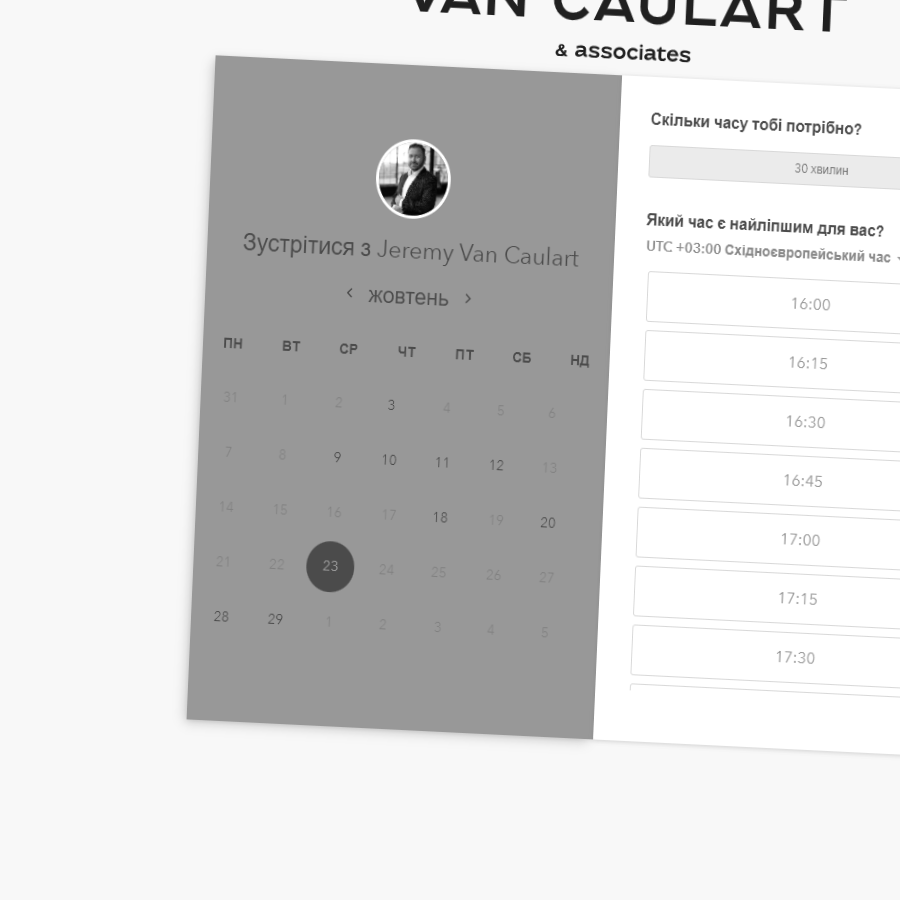 VAN CAULART
& associates
Зустрітися з Jeremy Van Caulart
жовтень
ПН ВТ СР ЧТ ПТ СБ НД
31 1 2 3 4 5 6
7 8 9 10 11 12 13
14 15 16 17 18 19 20
21 22 23 24 25 26 27
28 29 1 2 3 4 5
Скільки часу тобі потрібно?
30 хвилин
Який час є найліпшим для вас?
UTC +03:00 Східноєвропейський час
16:00
16:15
16:30
16:45
17:00
17:15
17:30